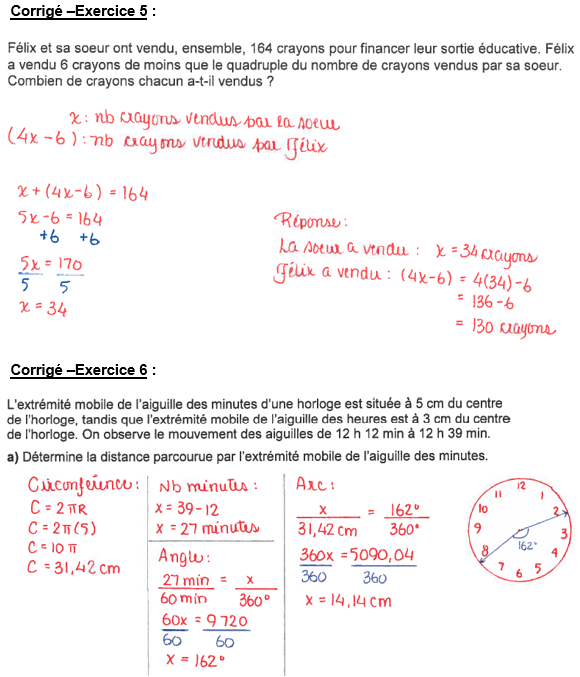 Corrigé –Exercice 5 :
Félix et sa soeur ont vendu, ensemble, 164 crayons pour financer leur sortie éducative. Félix
a vendu 6 crayons de moins que le quadruple du nombre de crayons vendus par sa soeur.
Combien de crayons chacun a-t-il vendus ?
x : nb crayons vendus par la soeur
(4x-6) : nb crayons vendus par Félix
x + (4x-6) = 164
5x-6 = 164
+6 +6
5x = 170
5 5
x = 34
Réponse :
La soeur a vendu : x = 34 crayons
Félix a vendu : (4x-6) = 4(34)-6
= 136-6
= 130 crayons
Corrigé –Exercice 6 :
L'extrémité mobile de l'aiguille des minutes d'une horloge est située à 5 cm du centre
de l'horloge, tandis que l'extrémité mobile de l'aiguille des heures est à 3 cm du centre
de l'horloge. On observe le mouvement des aiguilles de 12 h 12 min à 12 h 39 min.
a) Détermine la distance parcourue par l'extrémité mobile de l'aiguille des minutes.
Circonférence :
C = 2πR
C = 2π(5)
C = 10π
C = 31,42 cm
Nb minutes :
x = 39-12
x = 27 minutes
Angle :
27 min = x
60 min 360°
60x = 9720
60 60
x = 162°
Arc :
x = 162°
31,42 cm 360°
360x = 5090,04
360 360
x = 14,14 cm
12
1
2
3
4
5
6
7
8
9
10
11
162°